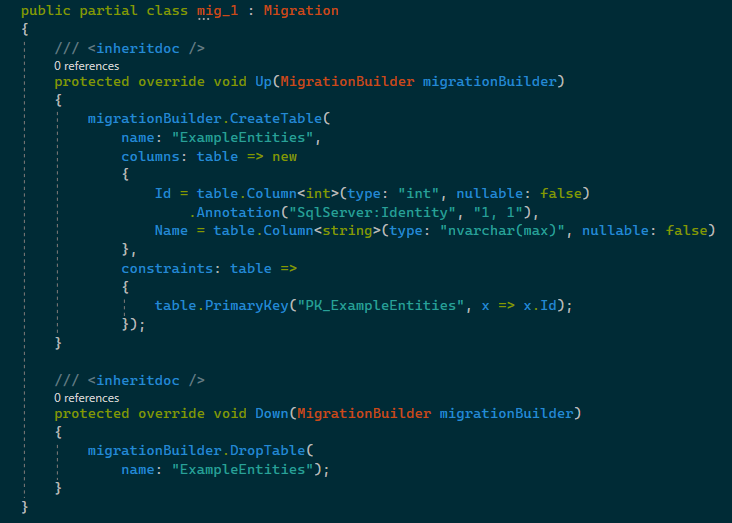 public partial class mig_1 : Migration
{
/// <inheritdoc />
0 references
protected override void Up(MigrationBuilder migrationBuilder)
{
migrationBuilder.CreateTable(
name: "ExampleEntities",
columns: table => new
{
Id = table.Column<int>(type: "int", nullable: false)
.Annotation("SqlServer:Identity", "1, 1"),
Name = table.Column<string>(type: "nvarchar(max)", nullable: false)
},
constraints: table =>
{
table.PrimaryKey("PK_ExampleEntities", x => x.Id);
});
}
/// <inheritdoc />
0 references
protected override void Down(MigrationBuilder migrationBuilder)
{
migrationBuilder.DropTable(
name: "ExampleEntities");
}
}